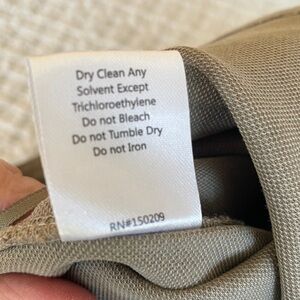 Dry Clean Any
Solvent Except
Trichloroethylene
Do not Bleach
Do not Tumble Dry
Do not Iron
RN#150209